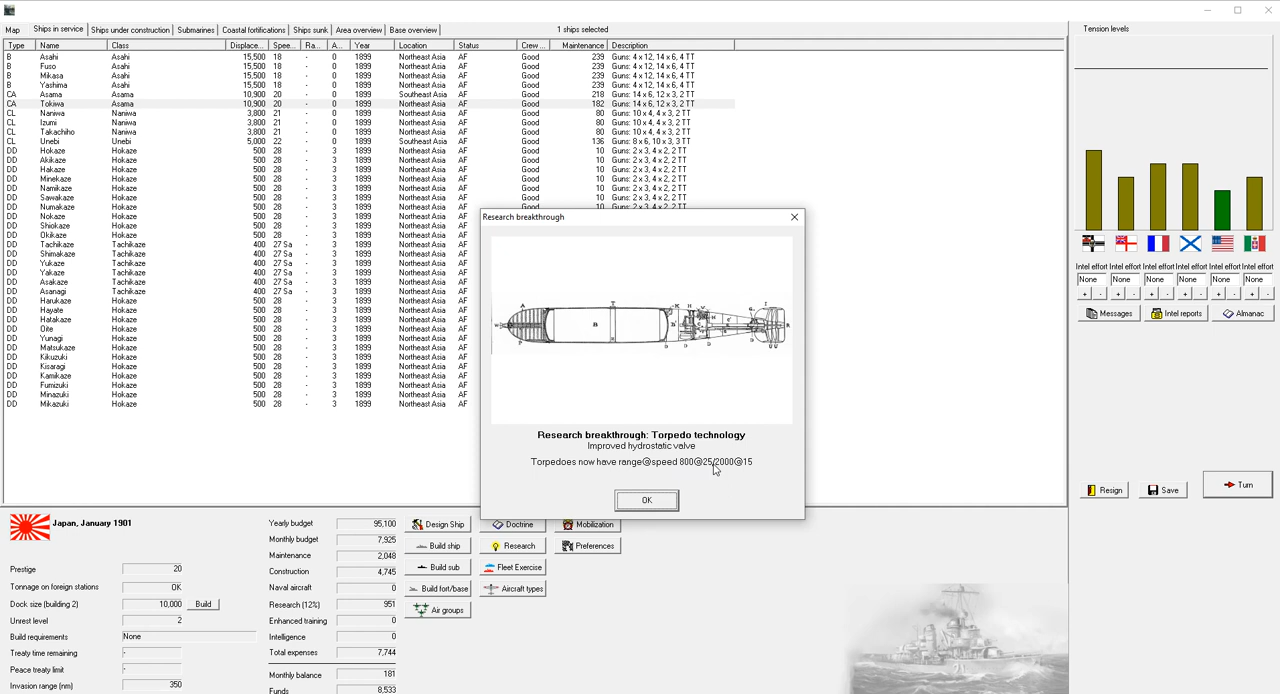 Map Ships in service Ships under construction Submarines Coastal fortifications Ships sunk Area overview Base overview 1 ships selected
Type Name Class Displace... Spee... Ra... A... Year Location Status Crew ... Maintenance Description
B Asahi Asahi 15,500 18 - 0 1899 Northeast Asia AF Good 239 Guns: 4 x 12, 14 x 6, 4 TT
B Fuso Asahi 15,500 18 - 0 1899 Northeast Asia AF Good 239 Guns: 4 x 12, 14 x 6, 4 TT
B Mikasa Asahi 15,500 18 - 0 1899 Northeast Asia AF Good 239 Guns: 4 x 12, 14 x 6, 4 TT
B Yashima Asahi 15,500 18 - 0 1899 Northeast Asia AF Good 239 Guns: 4 x 12, 14 x 6, 4 TT
CA Asama Asama 10,900 20 - 0 1899 Southeast Asia AF Good 218 Guns: 14 x 6, 12 x 3, 2 TT
CA Tokiwa Asama 10,900 20 - 0 1899 Northeast Asia AF Good 182 Guns: 14 x 6, 12 x 3, 2 TT
CL Naniwa Naniwa 3,800 21 - 0 1899 Northeast Asia AF Good 80 Guns: 10 x 4, 4 x 3, 2 TT
CL Izumi Naniwa 3,800 21 - 0 1899 Northeast Asia AF Good 80 Guns: 10 x 4, 4 x 3, 2 TT
CL Takachiho Naniwa 3,800 21 - 0 1899 Northeast Asia AF Good 80 Guns: 10 x 4, 4 x 3, 2 TT
CL Unebi Unebi 5,000 22 - 0 1899 Southeast Asia AF Good 136 Guns: 8 x 6, 10 x 3, 3 TT
DD Hokaze Hokaze 500 28 - 3 1899 Northeast Asia AF Good 10 Guns: 2 x 3, 4 x 2, 2 TT
DD Akikaze Hokaze 500 28 - 3 1899 Northeast Asia AF Good 10 Guns: 2 x 3, 4 x 2, 2 TT
DD Hakaze Hokaze 500 28 - 3 1899 Northeast Asia AF Good 10 Guns: 2 x 3, 4 x 2, 2 TT
DD Minekaze Hokaze 500 28 - 3 1899 Northeast Asia AF Good 10 Guns: 2 x 3, 4 x 2, 2 TT
DD Namikaze Hokaze 500 28 - 3 1899 Northeast Asia AF Good 10 Guns: 2 x 3, 4 x 2, 2 TT
DD Sawakaze Hokaze 500 28 - 3 1899 Northeast Asia AF Good 10 Guns: 2 x 3, 4 x 2, 2 TT
DD Numakaze Hokaze 500 28 - 3 1899 Northeast Asia AF Good 10 Guns: 2 x 3, 4 x 2, 2 TT
DD Nokaze Hokaze 500 28 - 3 1899 Northeast Asia AF
DD Shiokaze Hokaze 500 28 - 3 1899 Northeast Asia AF
DD Okikaze Hokaze 500 28 - 3 1899 Northeast Asia AF
DD Tachikaze Tachikaze 400 27 Sa - 3 1899 Northeast Asia AF
DD Shimakaze Tachikaze 400 27 Sa - 3 1899 Northeast Asia AF
DD Yukaze Tachikaze 400 27 Sa - 3 1899 Northeast Asia AF
DD Yakaze Tachikaze 400 27 Sa - 3 1899 Northeast Asia AF
DD Asakaze Tachikaze 400 27 Sa - 3 1899 Northeast Asia AF
DD Asanagi Tachikaze 400 27 Sa - 3 1899 Northeast Asia AF
DD Harukaze Hokaze 500 28 - 3 1899 Northeast Asia AF
DD Hayate Hokaze 500 28 - 3 1899 Northeast Asia AF
DD Hatakaze Hokaze 500 28 - 3 1899 Northeast Asia AF
DD Oite Hokaze 500 28 - 3 1899 Northeast Asia AF
DD Yunagi Hokaze 500 28 - 3 1899 Northeast Asia AF
DD Matsukaze Hokaze 500 28 - 3 1899 Northeast Asia AF
DD Kikuzuki Hokaze 500 28 - 3 1899 Northeast Asia AF
DD Kisaragi Hokaze 500 28 - 3 1899 Northeast Asia AF
DD Kamikaze Hokaze 500 28 - 3 1899 Northeast Asia AF
DD Fumizuki Hokaze 500 28 - 3 1899 Northeast Asia AF
DD Minazuki Hokaze 500 28 - 3 1899 Northeast Asia AF
DD Mikazuki Hokaze 500 28 - 3 1899 Northeast Asia AF
Research breakthrough
Research breakthrough: Torpedo technology
Improved hydrostatic valve
Torpedoes now have range@speed 800@25/2000@15
OK
Tension levels
Intel effort Intel effort Intel effort Intel effort Intel effort Intel effort
None None None None None None
+ - + - + - + - + - + -
Messages Intel reports Almanac
Resign Save Turn
Japan, January 1901
Prestige 20
Tonnage on foreign stations OK
Dock size (building 2) 10,000 Build
Unrest level 2
Build requirements None
Treaty time remaining -
Peace treaty limit -
Invasion range (nm) 350
Yearly budget 95,100
Monthly budget 7,925
Maintenance 2,048
Construction 4,745
Naval aircraft 0
Research (12%) 951
Enhanced training 0
Intelligence 0
Total expenses 7,744
Monthly balance 181
Funds 8,533
Design Ship Doctrine Mobilization
Build ship Research Preferences
Build sub Fleet Exercise
Build fort/base Aircraft types
Air groups